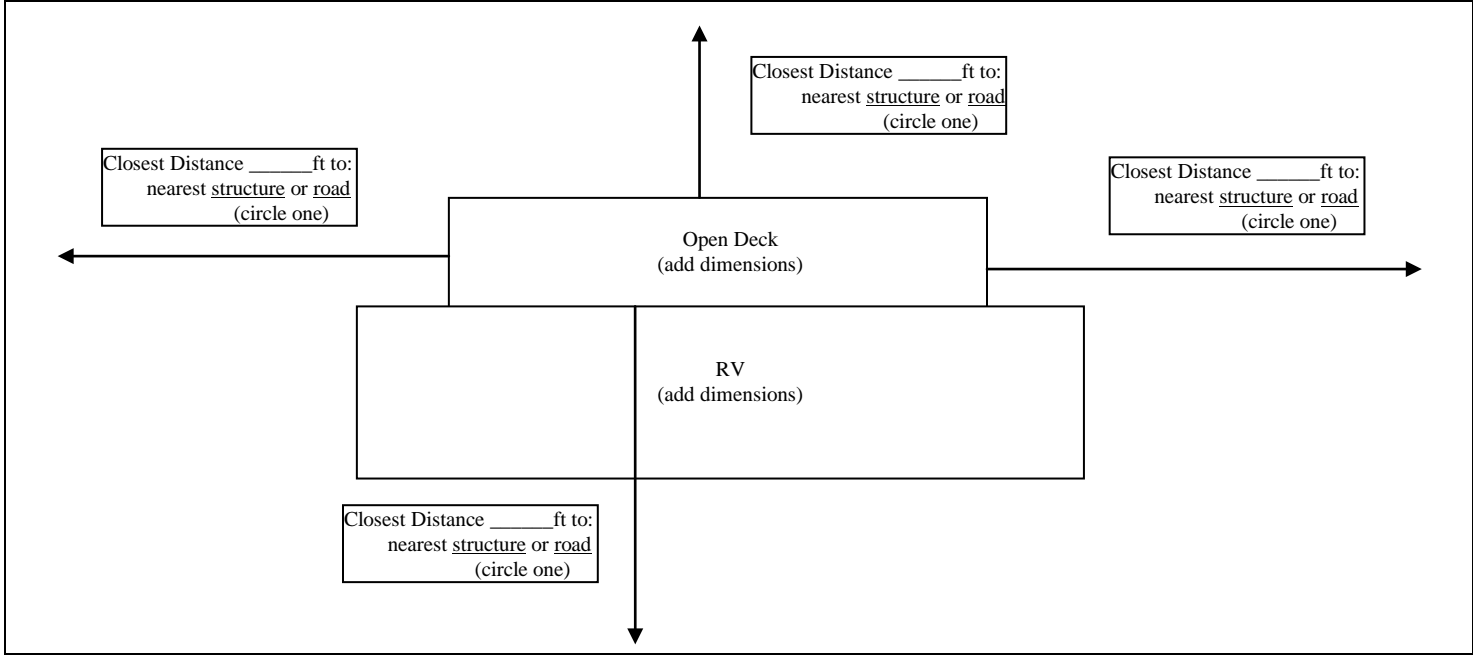 Closest Distance ______ft to:
nearest structure or road
(circle one)
Closest Distance ______ft to:
nearest structure or road
(circle one)
Closest Distance ______ft to:
nearest structure or road
(circle one)
Open Deck
(add dimensions)
RV
(add dimensions)
Closest Distance ______ft to:
nearest structure or road
(circle one)